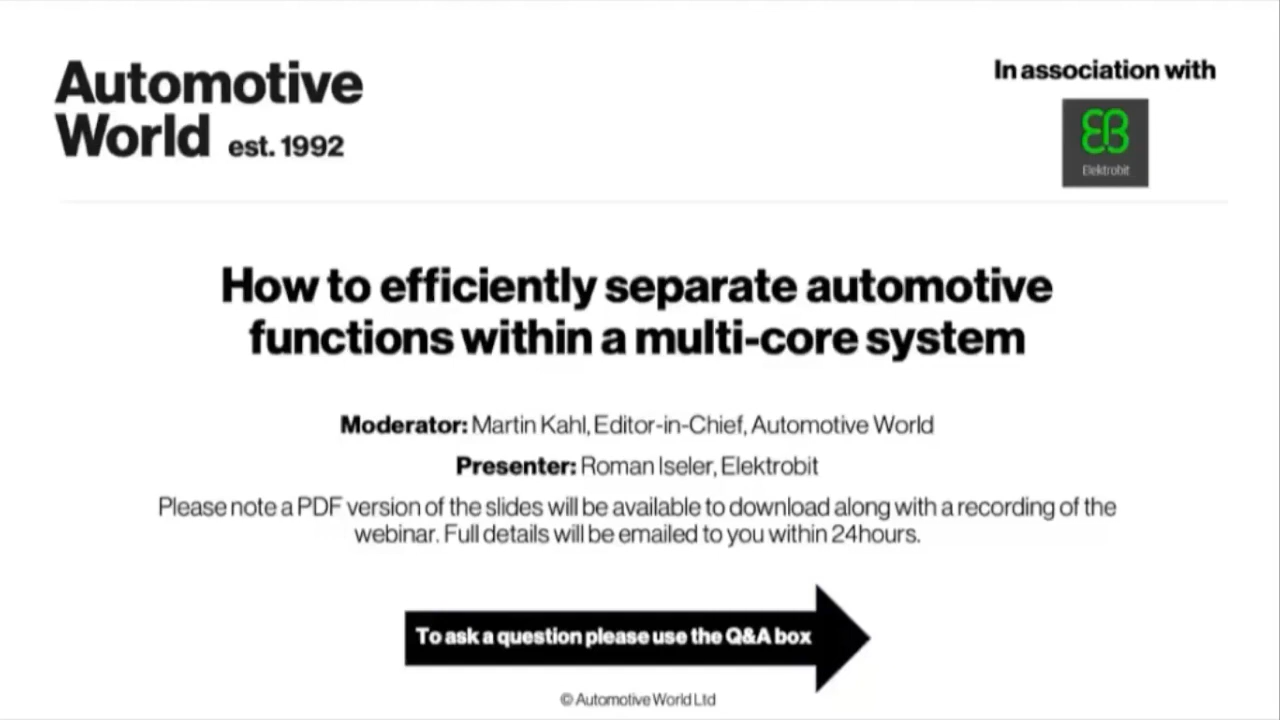 Automotive
World est. 1992
In association with
EB
Elektrobit
How to efficiently separate automotive
functions within a multi-core system
Moderator: Martin Kahl, Editor-in-Chief, Automotive World
Presenter: Roman Iseler, Elektrobit
Please note a PDF version of the slides will be available to download along with a recording of the
webinar. Full details will be emailed to you within 24hours.
To ask a question please use the Q&A box
© Automotive World Ltd